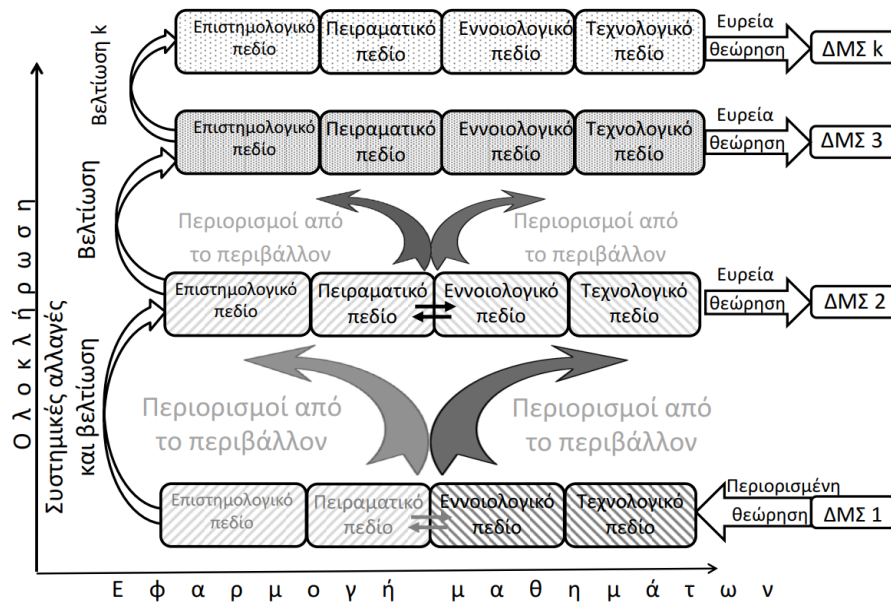 Επιστημολογικό
πεδίο
Πειραματικό
πεδίο
Εννοιολογικό
πεδίο
Τεχνολογικό
πεδίο
Ευρεία
θεώρηση
ΔΜΣ k
Βελτίωση k
Επιστημολογικό
πεδίο
Πειραματικό
πεδίο
Εννοιολογικό
πεδίο
Τεχνολογικό
πεδίο
Ευρεία
θεώρηση
ΔΜΣ 3
Βελτίωση
Περιορισμοί από
το περιβάλλον
Περιορισμοί από
το περιβάλλον
Επιστημολογικό
πεδίο
Πειραματικό
πεδίο
Εννοιολογικό
πεδίο
Τεχνολογικό
πεδίο
Ευρεία
θεώρηση
ΔΜΣ 2
Ολοκλήρωση
Συστημικές αλλαγές
και βελτίωση
Περιορισμοί από
το περιβάλλον
Περιορισμοί από
το περιβάλλον
Επιστημολογικό
πεδίο
Πειραματικό
πεδίο
Εννοιολογικό
πεδίο
Τεχνολογικό
πεδίο
Περιορισμένη
θεώρηση
ΔΜΣ 1
Εφαρμογή μαθημάτων